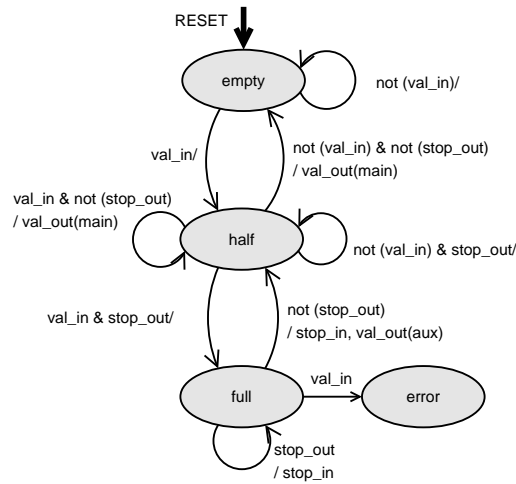 RESET
empty
not (val_in)/
val_in/
not (val_in) & not (stop_out)
/ val_out(main)
val_in & not (stop_out)
/ val_out(main)
half
not (val_in) & stop_out/
val_in & stop_out/
not (stop_out)
/ stop_in, val_out(aux)
full
val_in
error
stop_out
/ stop_in